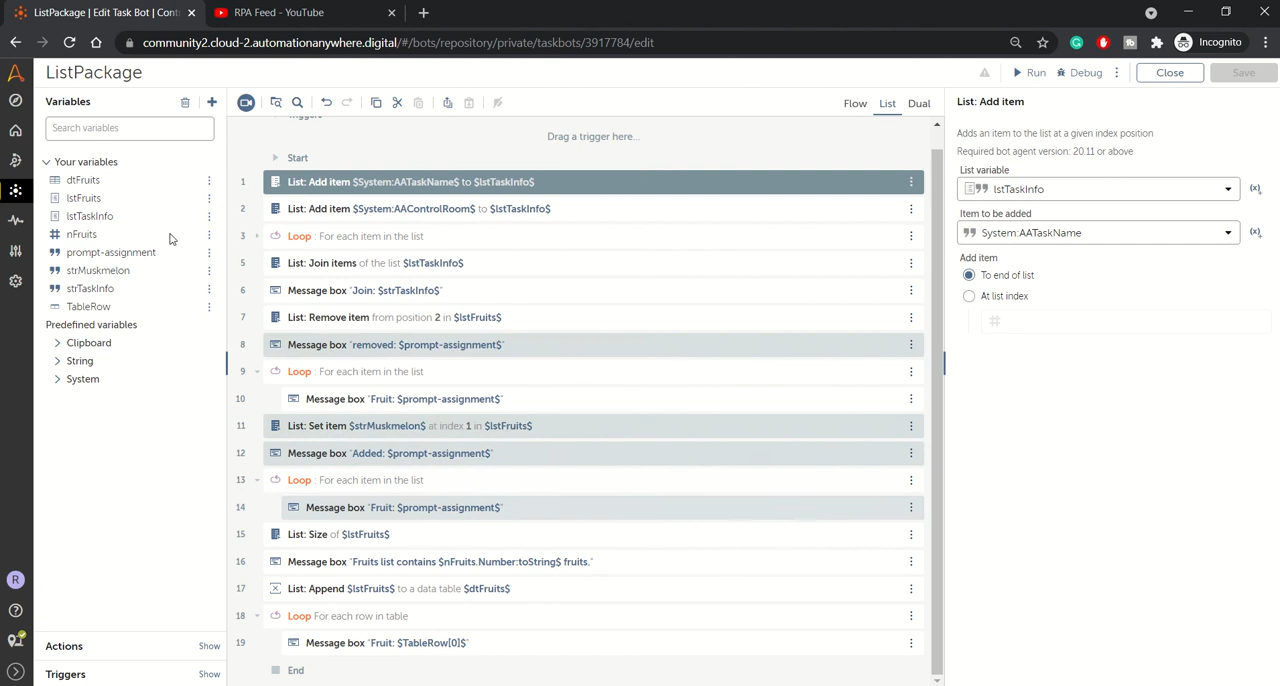 ListPackage | Edit Task Bot | Cont
RPA Feed - YouTube
community2.cloud-2.automationanywhere.digital/#/bots/repository/private/taskbots/3917784/edit
Incognito
ListPackage
Run
Debug
Close
Save
Variables
Search variables
Your variables
dtFruits
lstFruits
lstTaskInfo
nFruits
prompt-assignment
strMuskmelon
strTaskInfo
TableRow
Predefined variables
Clipboard
String
System
Actions
Show
Triggers
Show
R
Flow
List
Dual
Triggers
Drag a trigger here...
Start
1 List: Add item $System:AATaskName$ to $lstTaskInfo$
2 List: Add item $System:AAControlRoom$ to $lstTaskInfo$
3 Loop : For each item in the list
5 List: Join items of the list $lstTaskInfo$
6 Message box "Join: $strTaskInfo$"
7 List: Remove item from position 2 in $lstFruits$
8 Message box "removed: $prompt-assignment$"
9 Loop : For each item in the list
10 Message box "Fruit: $prompt-assignment$"
11 List: Set item $strMuskmelon$ at index 1 in $lstFruits$
12 Message box "Added: $prompt-assignment$"
13 Loop : For each item in the list
14 Message box "Fruit: $prompt-assignment$"
15 List: Size of $lstFruits$
16 Message box "Fruits list contains $nFruits.Number:toString$ fruits."
17 List: Append $lstFruits$ to a data table $dtFruits$
18 Loop For each row in table
19 Message box "Fruit: $TableRow[0]$"
End
List: Add item
Adds an item to the list at a given index position
Required bot agent version: 20.11 or above
List variable
lstTaskInfo
(x)
Item to be added
System:AATaskName
(x)
Add item
To end of list
At list index
#